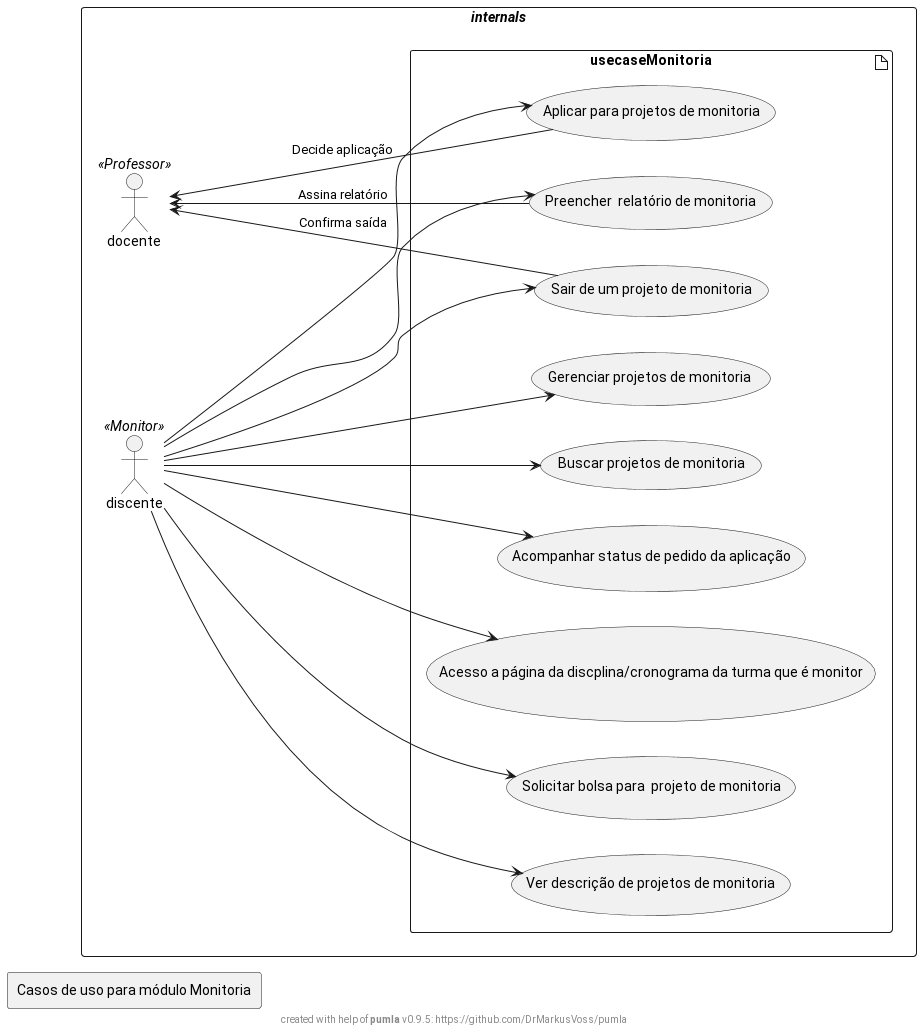 internals
usecaseMonitoria
Aplicar para projetos de monitoria
Decide aplicação
«Professor»
Assina relatório
Preencher  relatório de monitoria
Confirma saída
docente
Sair de um projeto de monitoria
Gerenciar projetos de monitoria
«Monitor»
Buscar projetos de monitoria
discente
Acompanhar status de pedido da aplicação
Acesso a página da discplina/cronograma da turma que é monitor
Solicitar bolsa para  projeto de monitoria
Ver descrição de projetos de monitoria
Casos de uso para módulo Monitoria
created with help of pumla v0.9.5: https://github.com/DrMarkusVoss/pumla